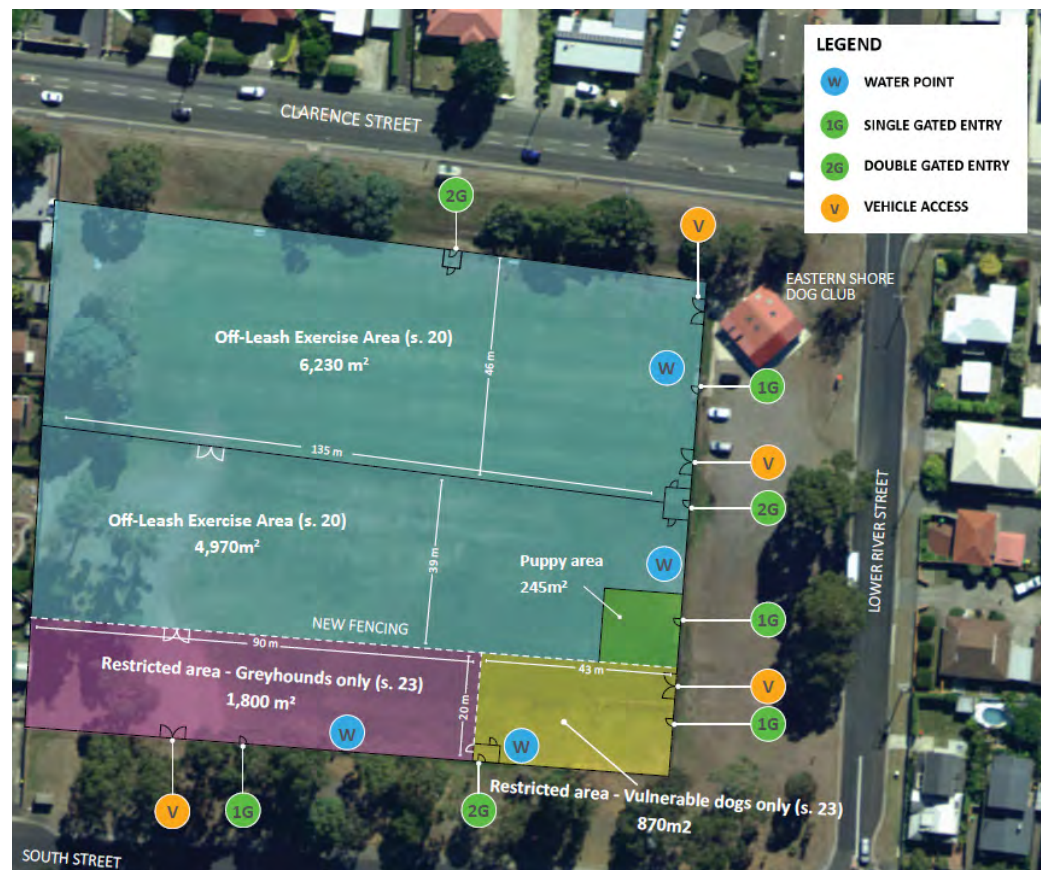 LEGEND
W WATER POINT
1G SINGLE GATED ENTRY
2G DOUBLE GATED ENTRY
V VEHICLE ACCESS
CLARENCE STREET
2G
V
EASTERN SHORE
DOG CLUB
Off-Leash Exercise Area (s. 20)
6,230 m²
46 m
W
1G
135 m
V
2G
Off-Leash Exercise Area (s. 20)
4,970m²
39 m
Puppy area
245m²
W
LOWER RIVER STREET
1G
NEW FENCING
90 m
43 m
Restricted area - Greyhounds only (s. 23)
1,800 m²
20 m
V
1G
W
W
Restricted area - Vulnerable dogs only (s. 23)
870m2
V
1G
2G
SOUTH STREET